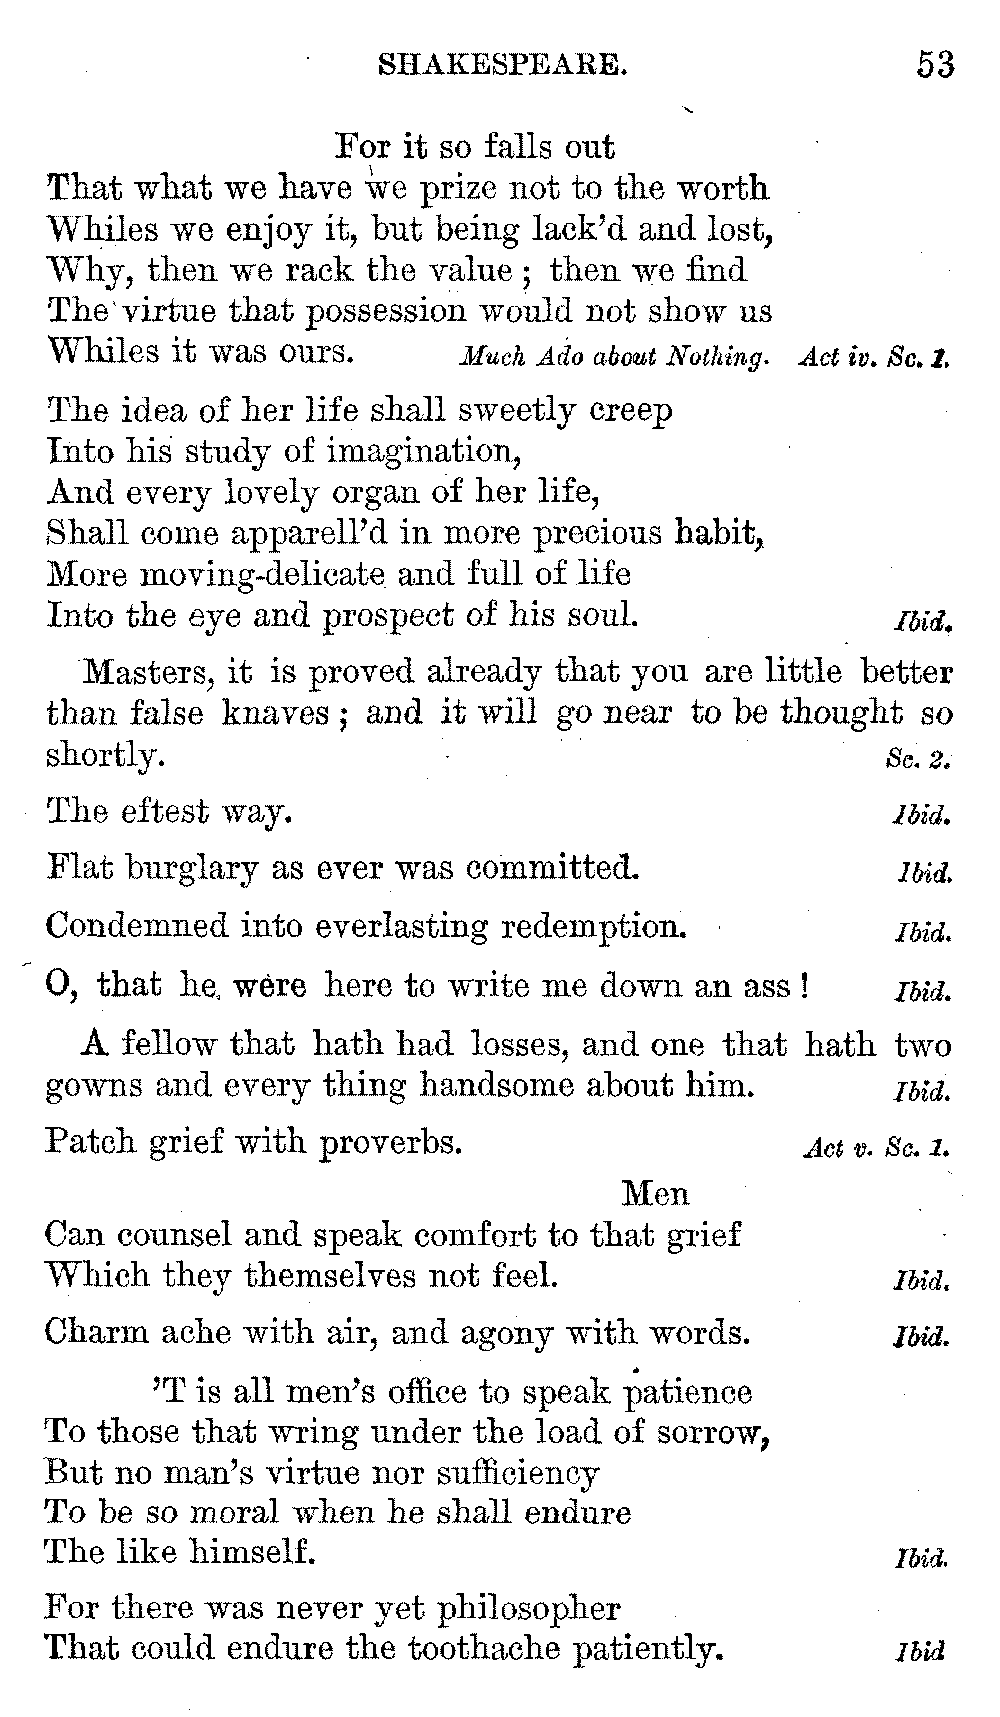 SHAKESPEARE. 53
For it so falls out
That what we have we prize not to the worth
Whiles we enjoy it, but being lack'd and lost,
Why, then we rack the value ; then we find
The virtue that possession would not show us
Whiles it was ours. Much Ado about Nothing. Act iv. Sc. 1.
The idea of her life shall sweetly creep
Into his study of imagination,
And every lovely organ of her life,
Shall come apparell'd in more precious habit,
More moving-delicate and full of life
Into the eye and prospect of his soul. Ibid.
Masters, it is proved already that you are little better
than false knaves ; and it will go near to be thought so
shortly. Sc. 2.
The eftest way. Ibid.
Flat burglary as ever was committed. Ibid.
Condemned into everlasting redemption. Ibid.
O, that he were here to write me down an ass ! Ibid.
A fellow that hath had losses, and one that hath two
gowns and every thing handsome about him. Ibid.
Patch grief with proverbs. Act v. Sc. 1.
Men
Can counsel and speak comfort to that grief
Which they themselves not feel. Ibid.
Charm ache with air, and agony with words. Ibid.
'T is all men's office to speak patience
To those that wring under the load of sorrow,
But no man's virtue nor sufficiency
To be so moral when he shall endure
The like himself. Ibid.
For there was never yet philosopher
That could endure the toothache patiently. Ibid